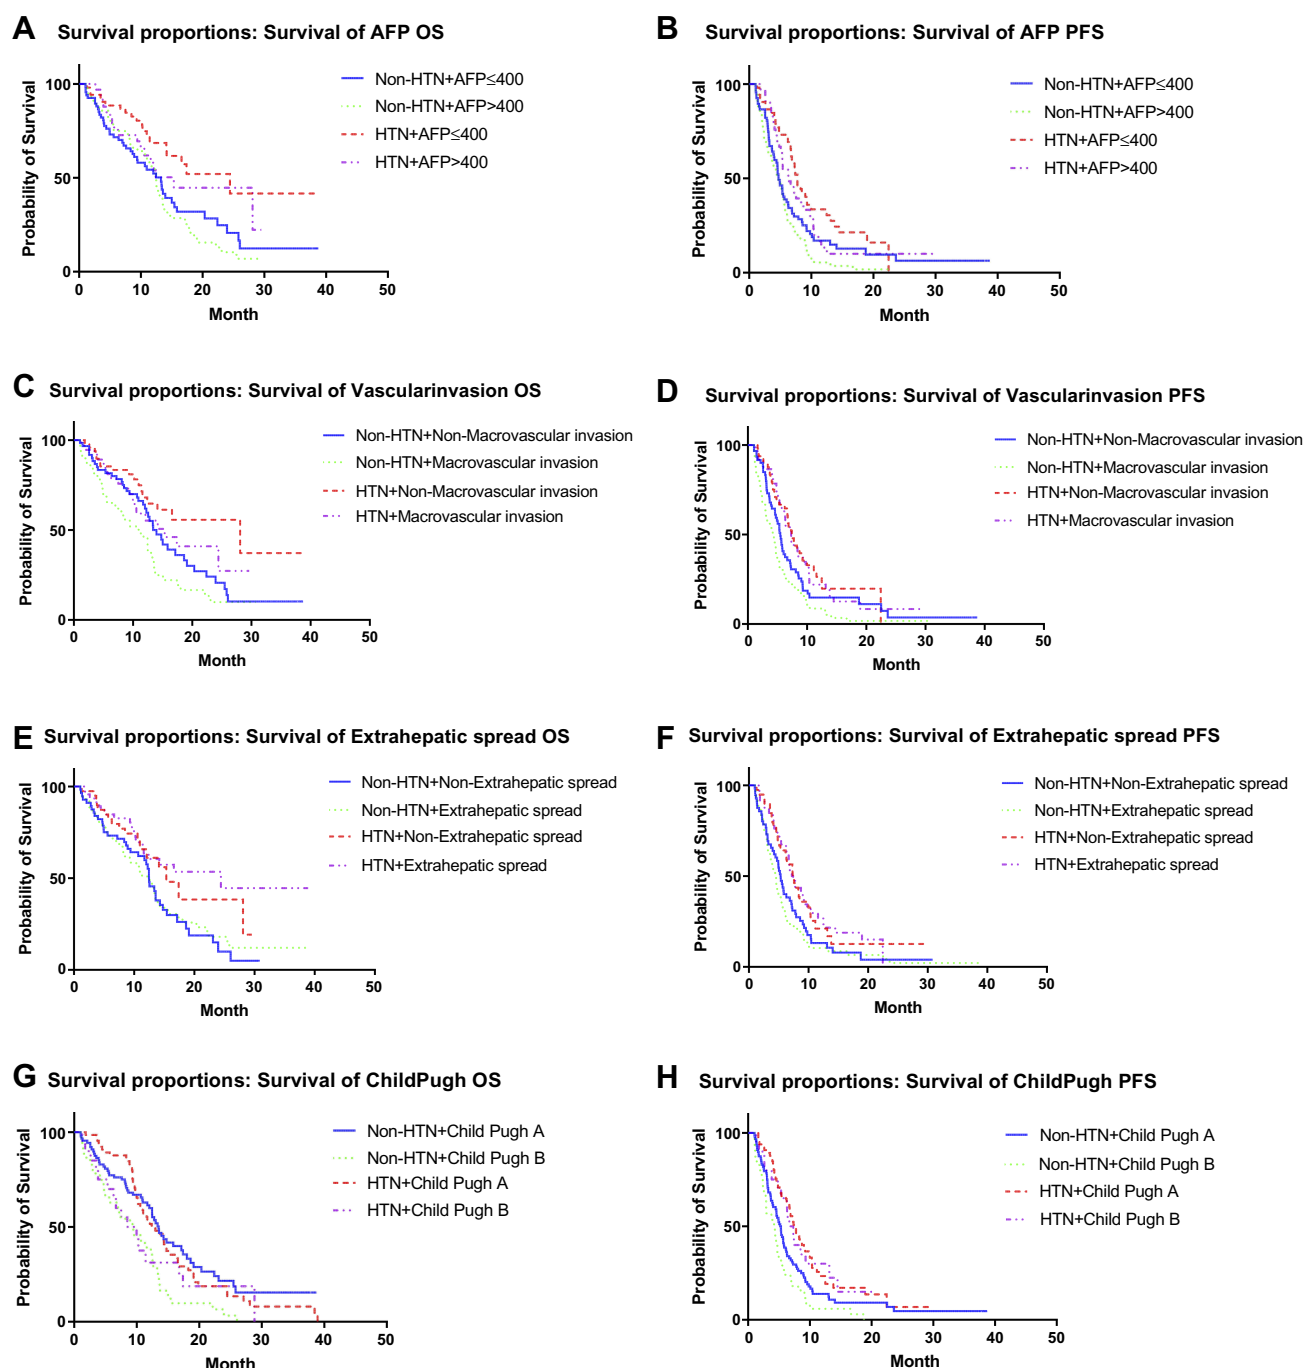 A Survival proportions: Survival of AFP OS
Probability of Survival
100
50
0
0 10 20 30 40 50
Month
Non-HTN+AFP≤400
Non-HTN+AFP>400
HTN+AFP≤400
HTN+AFP>400
B Survival proportions: Survival of AFP PFS
Probability of Survival
100
50
0
0 10 20 30 40 50
Month
Non-HTN+AFP≤400
Non-HTN+AFP>400
HTN+AFP≤400
HTN+AFP>400
C Survival proportions: Survival of Vascularinvasion OS
Probability of Survival
100
50
0
0 10 20 30 40 50
Month
Non-HTN+Non-Macrovascular invasion
Non-HTN+Macrovascular invasion
HTN+Non-Macrovascular invasion
HTN+Macrovascular invasion
D Survival proportions: Survival of Vascularinvasion PFS
Probability of Survival
100
50
0
0 10 20 30 40 50
Month
Non-HTN+Non-Macrovascular invasion
Non-HTN+Macrovascular invasion
HTN+Non-Macrovascular invasion
HTN+Macrovascular invasion
E Survival proportions: Survival of Extrahepatic spread OS
Probability of Survival
100
50
0
0 10 20 30 40 50
Month
Non-HTN+Non-Extrahepatic spread
Non-HTN+Extrahepatic spread
HTN+Non-Extrahepatic spread
HTN+Extrahepatic spread
F Survival proportions: Survival of Extrahepatic spread PFS
Probability of Survival
100
50
0
0 10 20 30 40 50
Month
Non-HTN+Non-Extrahepatic spread
Non-HTN+Extrahepatic spread
HTN+Non-Extrahepatic spread
HTN+Extrahepatic spread
G Survival proportions: Survival of ChildPugh OS
Probability of Survival
100
50
0
0 10 20 30 40 50
Month
Non-HTN+Child Pugh A
Non-HTN+Child Pugh B
HTN+Child Pugh A
HTN+Child Pugh B
H Survival proportions: Survival of ChildPugh PFS
Probability of Survival
100
50
0
0 10 20 30 40 50
Month
Non-HTN+Child Pugh A
Non-HTN+Child Pugh B
HTN+Child Pugh A
HTN+Child Pugh B